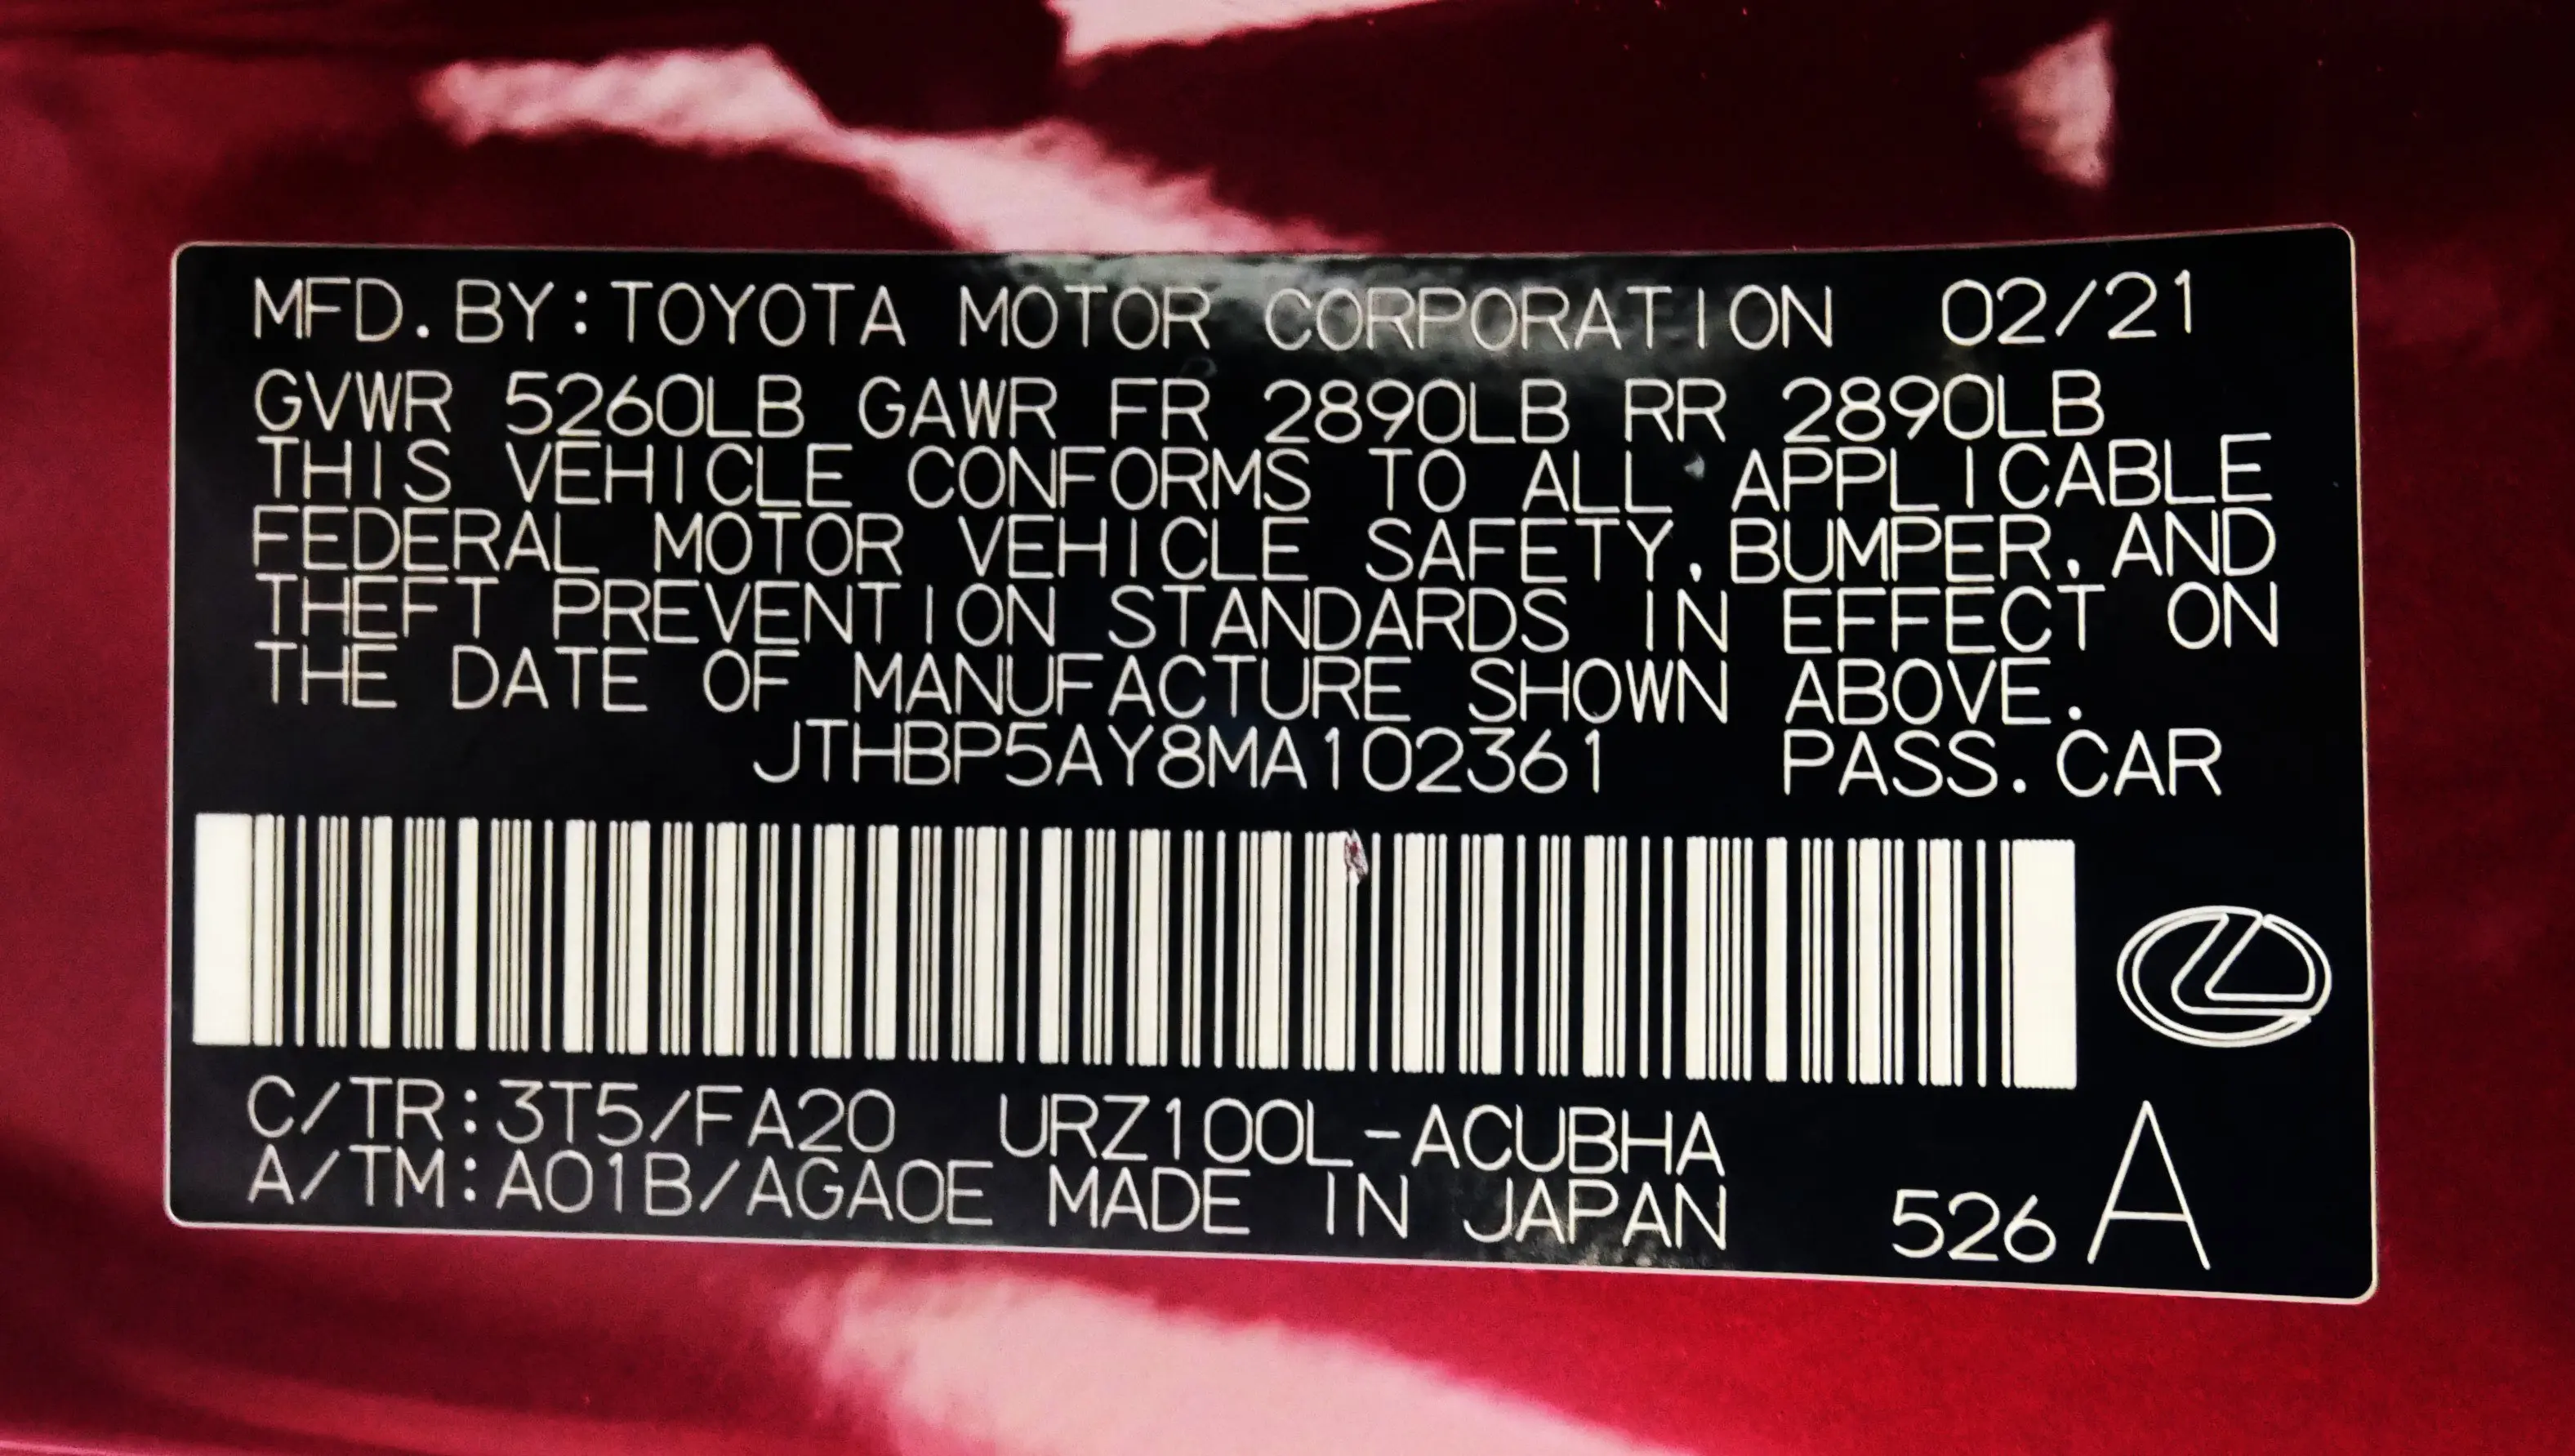 MFD.BY:TOYOTA MOTOR CORPORATION 02/21
GVWR 5260LB GAWR FR 2890LB RR 2890LB
THIS VEHICLE CONFORMS TO ALL APPLICABLE
FEDERAL MOTOR VEHICLE SAFETY,BUMPER,AND
THEFT PREVENTION STANDARDS IN EFFECT ON
THE DATE OF MANUFACTURE SHOWN ABOVE.
JTHBP5AY8MA102361 PASS.CAR
C/TR:3T5/FA20 URZ100L-ACUBHA
A/TM:A01B/AGA0E MADE IN JAPAN 526 A